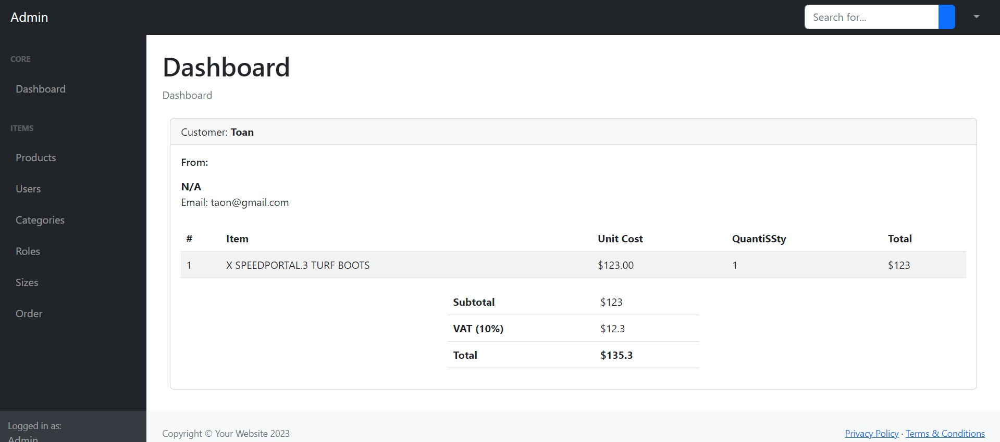 Admin
Search for...
CORE
Dashboard
ITEMS
Products
Users
Categories
Roles
Sizes
Order
Logged in as:
Admin
Dashboard
Dashboard
Customer: Toan
From:
N/A
Email: taon@gmail.com
# Item Unit Cost QuantiSSty Total
1 X SPEEDPORTAL.3 TURF BOOTS $123.00 1 $123
Subtotal $123
VAT (10%) $12.3
Total $135.3
Copyright © Your Website 2023
Privacy Policy · Terms & Conditions